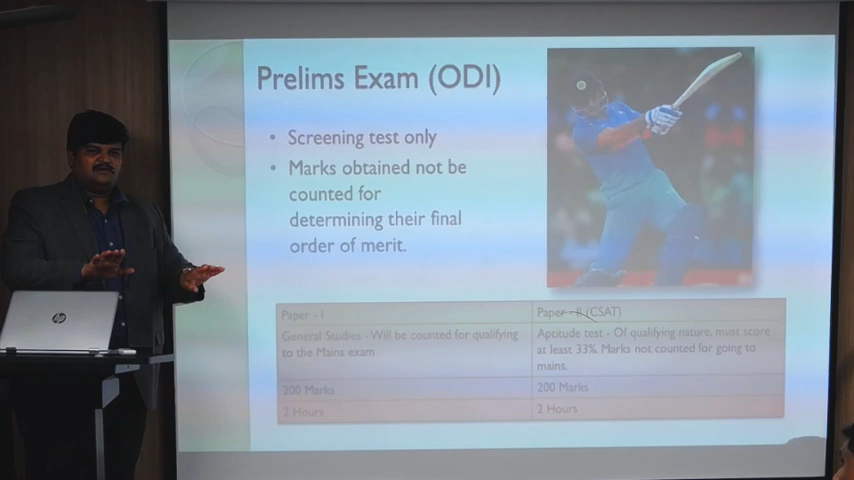 Prelims Exam (ODI)
• Screening test only
• Marks obtained not be
counted for
determining their final
order of merit.
Paper - I
General Studies - Will be counted for qualifying
to the Mains exam
200 Marks
2 Hours
Paper - II (CSAT)
Aptitude test - Of qualifying nature, must score
at least 33%. Marks not counted for going to
mains.
200 Marks
2 Hours
hp